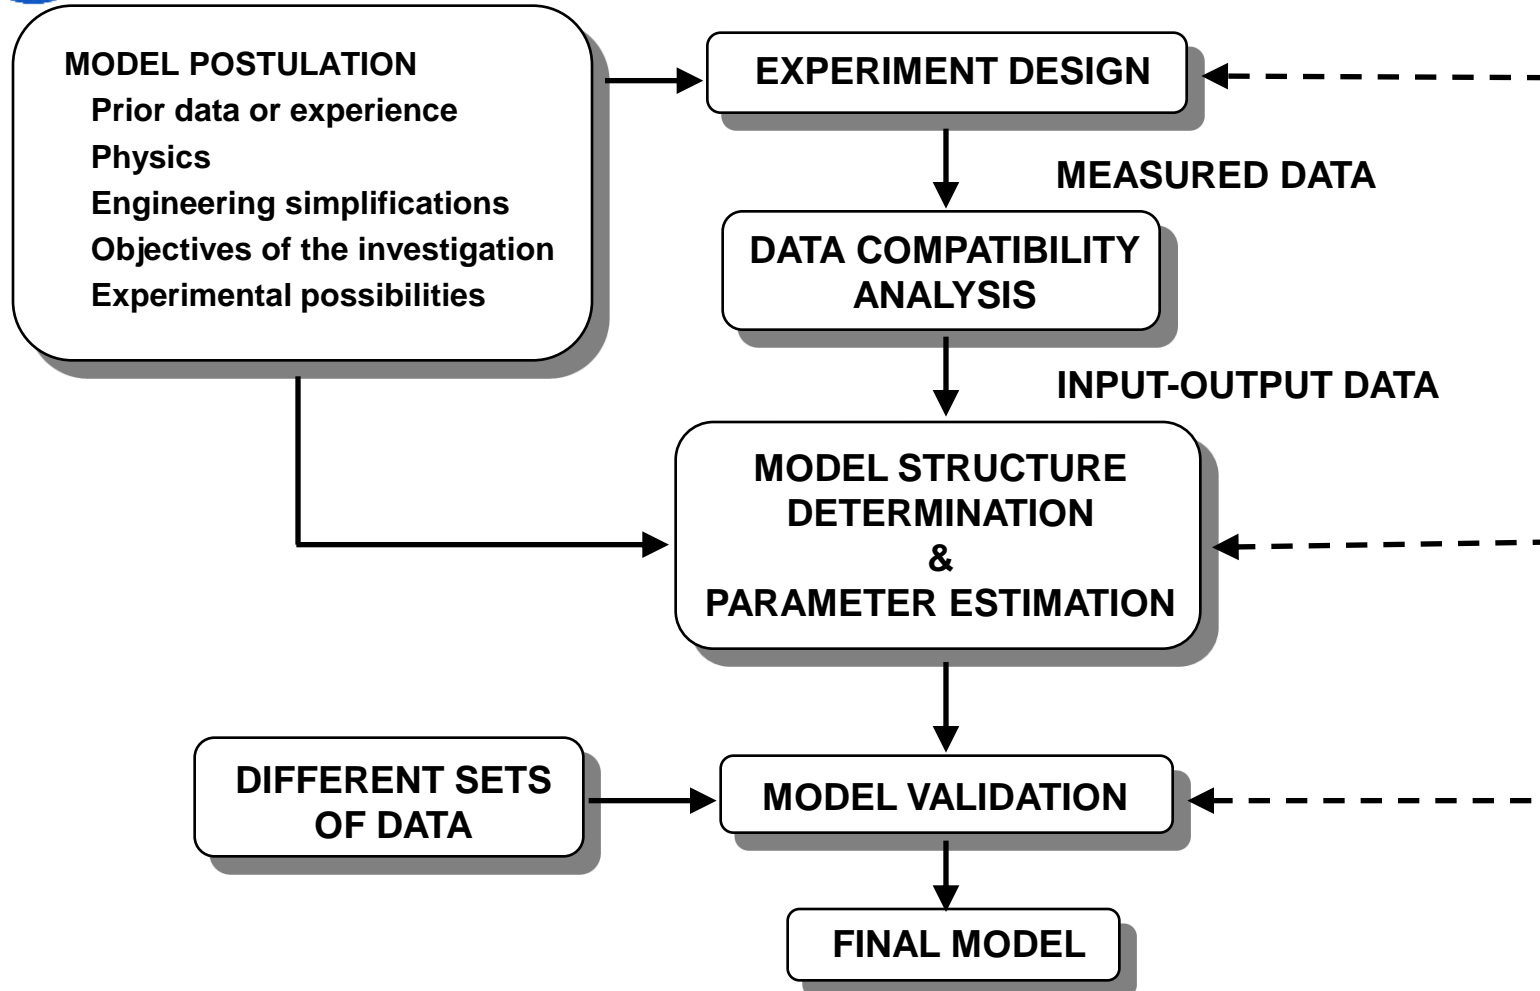 MODEL POSTULATION
Prior data or experience
Physics
Engineering simplifications
Objectives of the investigation
Experimental possibilities
EXPERIMENT DESIGN
MEASURED DATA
DATA COMPATIBILITY
ANALYSIS
INPUT-OUTPUT DATA
MODEL STRUCTURE
DETERMINATION
&
PARAMETER ESTIMATION
DIFFERENT SETS
OF DATA
MODEL VALIDATION
FINAL MODEL